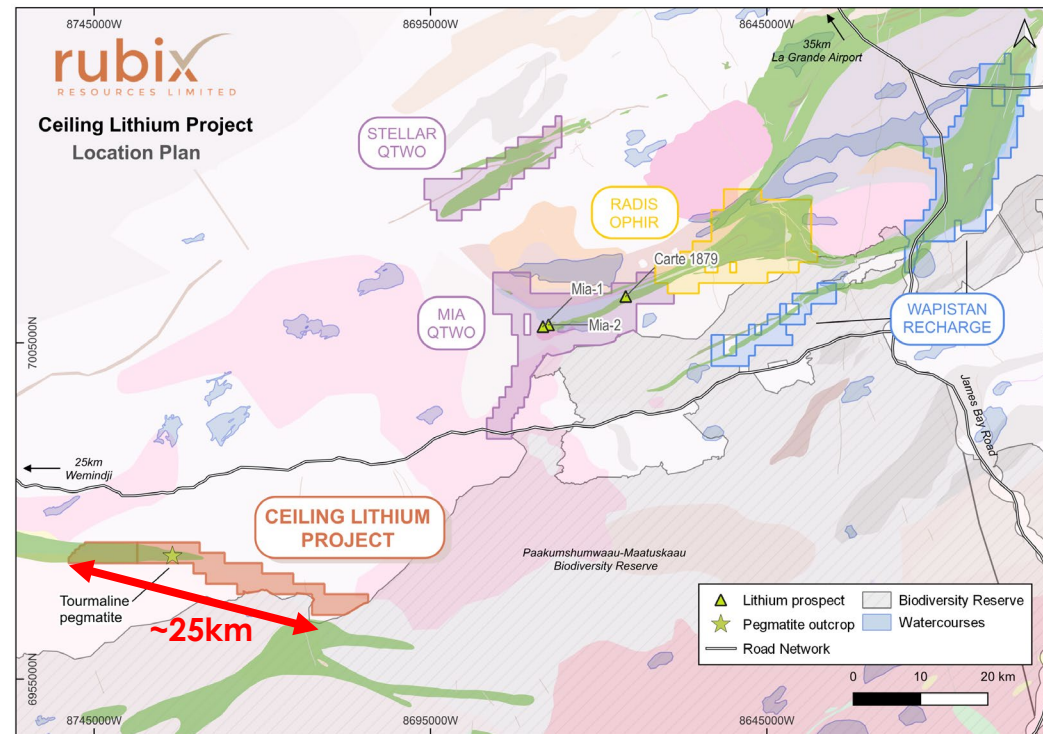 8745000W
8695000W
8645000W
rubix
RESOURCES LIMITED
Ceiling Lithium Project
Location Plan
35km
La Grande Airport
STELLAR
QTWO
RADIS
OPHIR
Carte 1879
Mia-1
Mia-2
MIA
QTWO
WAPISTAN
RECHARGE
7005000N
James Bay Road
25km
Wemindji
CEILING LITHIUM
PROJECT
Paakumshumwaau-Maatuskaau
Biodiversity Reserve
Tourmaline
pegmatite
~25km
Lithium prospect
Biodiversity Reserve
Pegmatite outcrop
Watercourses
Road Network
0 10 20 km
6955000N
8745000W
8695000W
8645000W